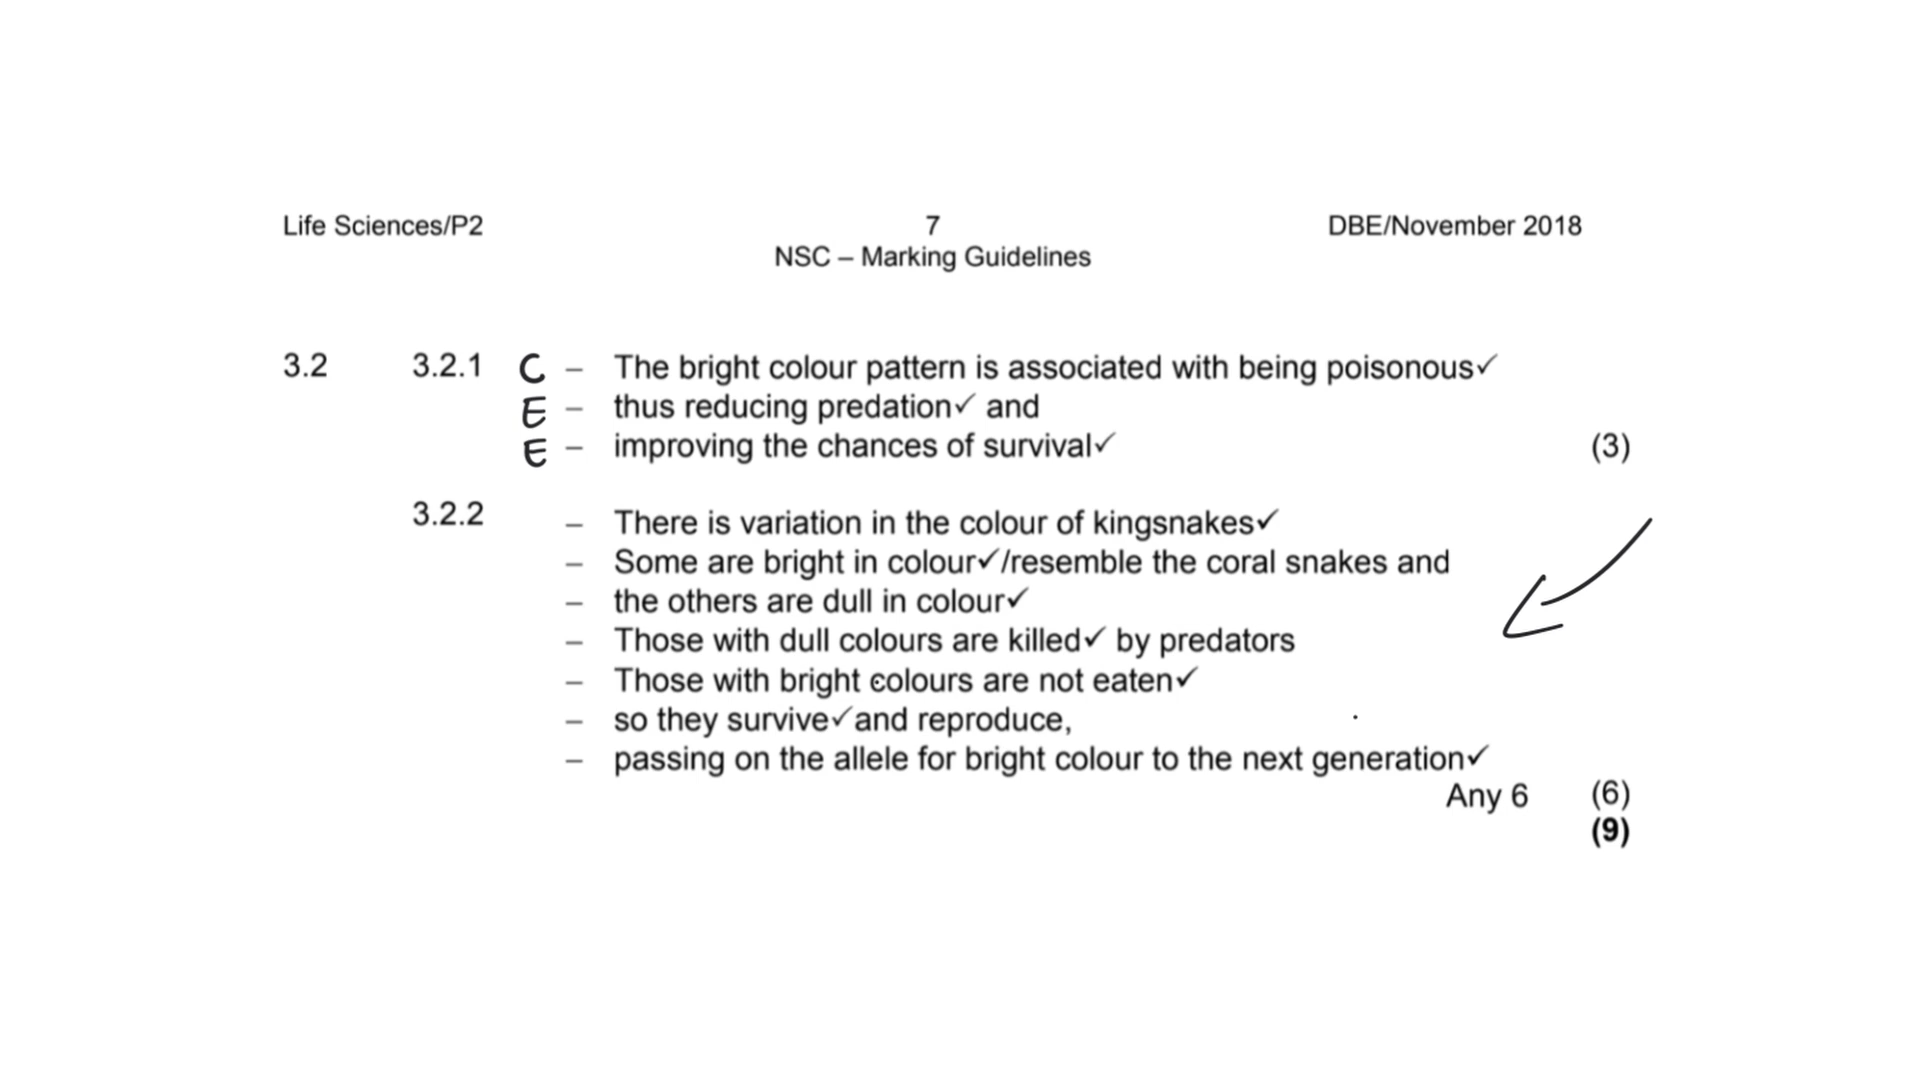 Life Sciences/P2 7 DBE/November 2018
NSC – Marking Guidelines
3.2 3.2.1 C – The bright colour pattern is associated with being poisonous✓
E – thus reducing predation✓ and
E – improving the chances of survival✓ (3)
3.2.2 – There is variation in the colour of kingsnakes✓
– Some are bright in colour✓/resemble the coral snakes and
– the others are dull in colour✓
– Those with dull colours are killed✓ by predators
– Those with bright colours are not eaten✓
– so they survive✓and reproduce,
– passing on the allele for bright colour to the next generation✓
Any 6 (6)
(9)